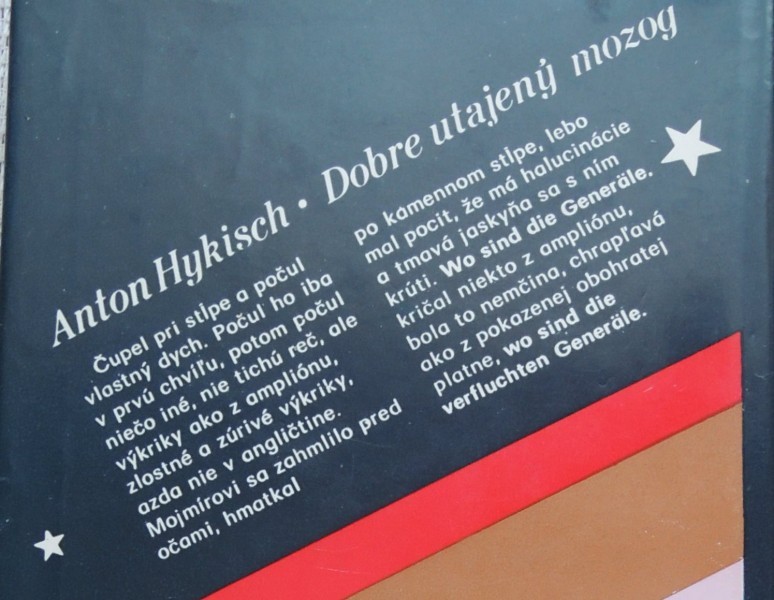 Anton Hykisch • Dobre utajený mozog
Čupel pri stĺpe a počul
vlastný dych. Počul ho iba
v prvú chvíľu, potom počul
niečo iné, nie tichú reč, ale
výkriky ako z ampliónu,
zlostné a zúrivé výkriky,
azda nie v angličtine.
Mojmírovi sa zahmlilo pred
očami, hmatkal
po kamennom stĺpe, lebo
mal pocit, že má halucinácie
a tmavá jaskyňa sa s ním
krúti. Wo sind die Generäle.
kričal niekto z ampliónu,
bola to nemčina, chrapľavá
ako z pokazenej obohratej
platne, wo sind die
verfluchten Generäle.